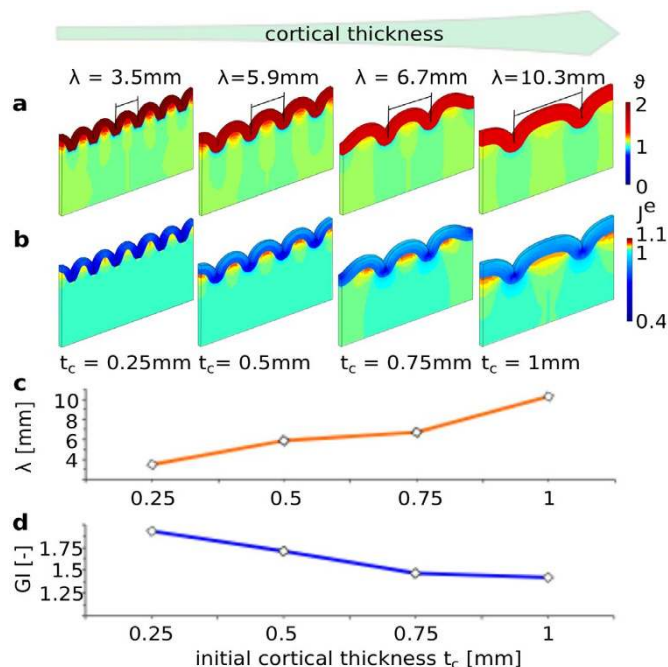 cortical thickness
λ = 3.5mm λ=5.9mm λ = 6.7mm λ=10.3mm ϑ
a
2
1
0
b
Jᵉ
1.1
1
0.4
t_c = 0.25mm t_c= 0.5mm t_c = 0.75mm t_c = 1mm
c
λ [mm]
10
8
6
4
0.25 0.5 0.75 1
d
GI [-]
1.75
1.5
1.25
0.25 0.5 0.75 1
initial cortical thickness t_c [mm]